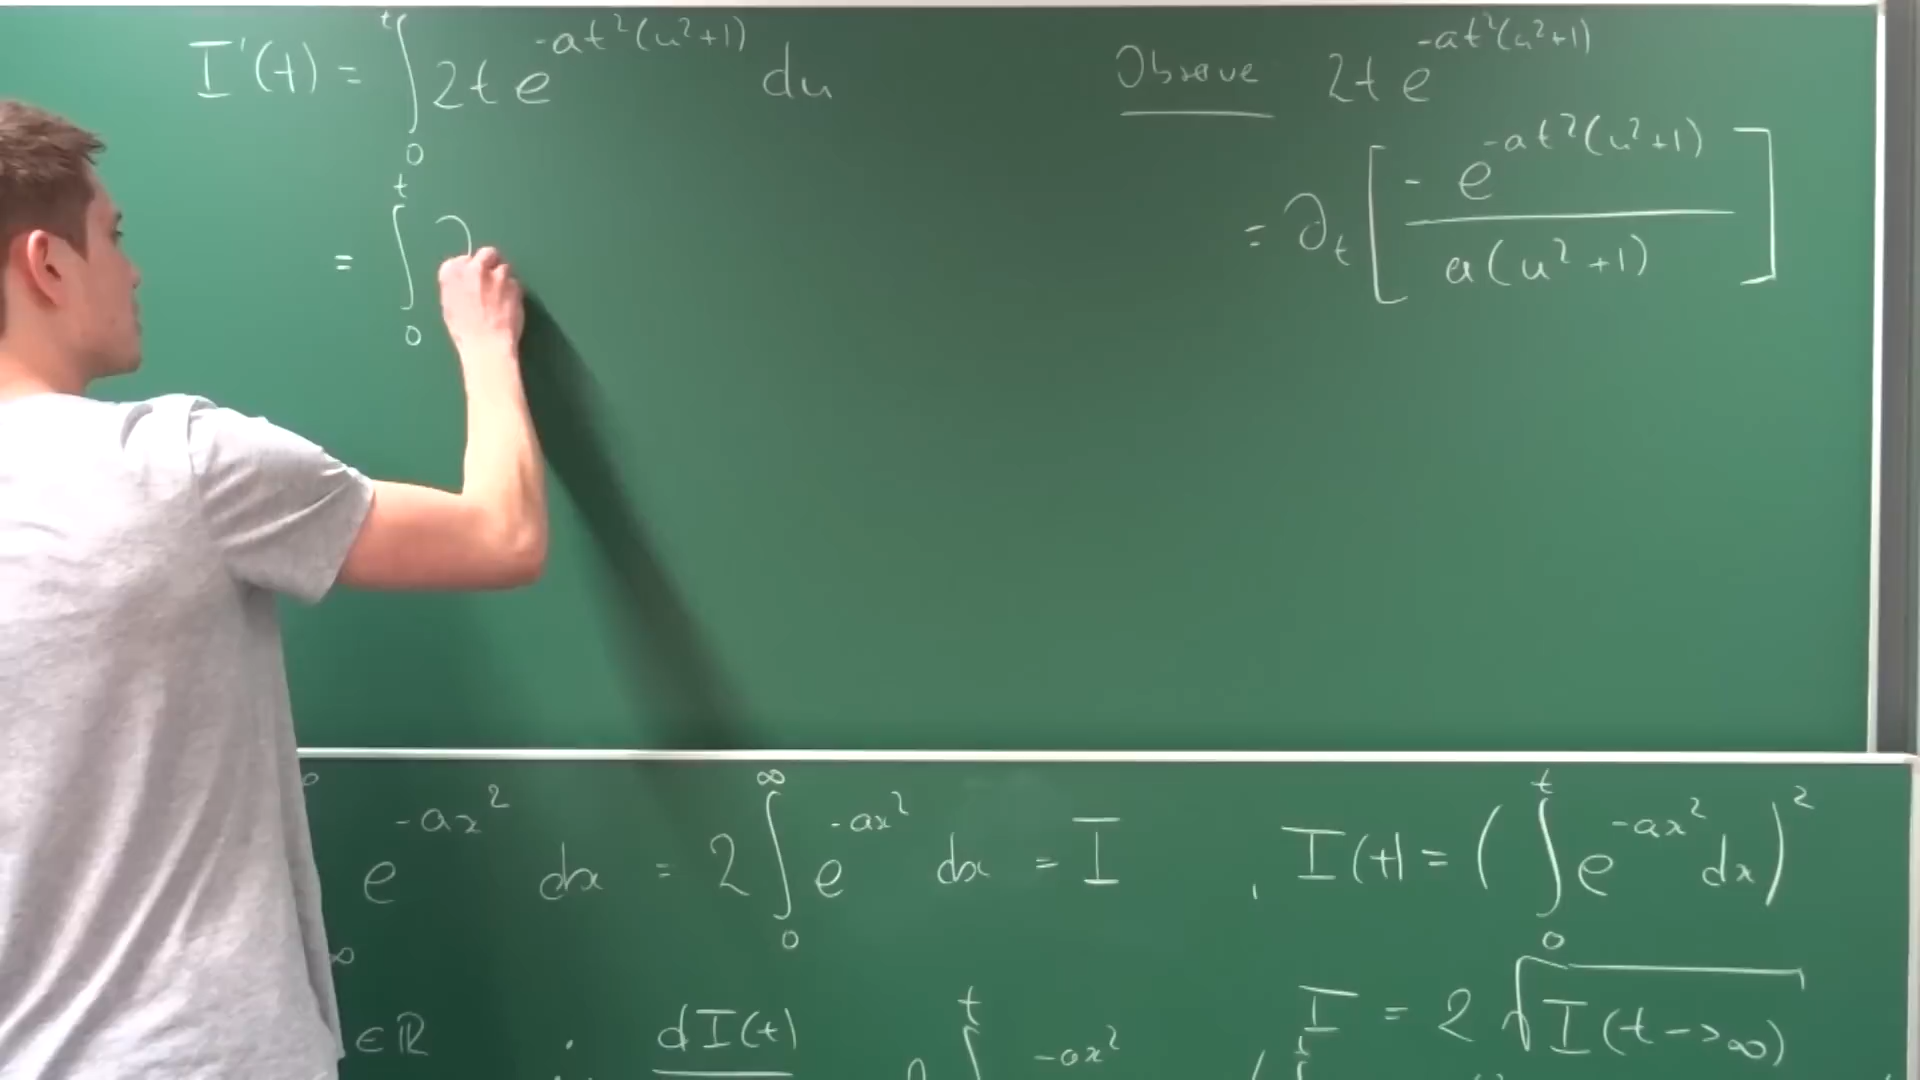 I'(t) = ∫₀ᵗ 2t e^{-at²(u²+1)} du
= ∫₀ᵗ ∂
Observe 2t e^{-at²(u²+1)}
= ∂ₜ [ - e^{-at²(u²+1)} / a(u²+1) ]
e^{-ax²} dx = 2 ∫₀^∞ e^{-ax²} dx = I , I(t) = ( ∫₀ᵗ e^{-ax²} dx )²
I = 2 √I(t->∞)
∈ℝ : dI(t) ∫ᵗ -ax²